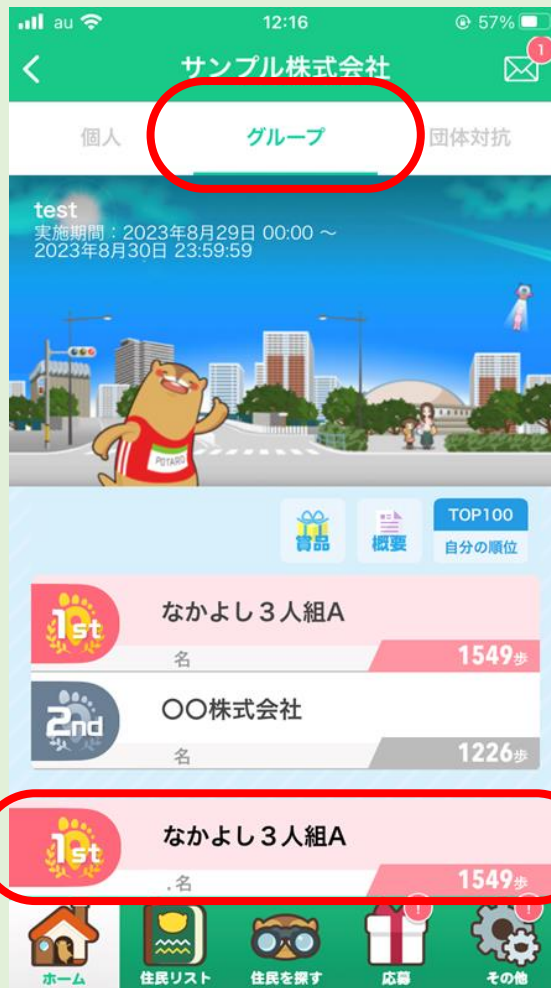 au 12:16 57%
サンプル株式会社
1
個人 グループ 団体対抗
test
実施期間：2023年8月29日 00:00 ～
2023年8月30日 23:59:59
POTARO
賞品 概要 TOP100
自分の順位
1st なかよし３人組A
名 1549歩
2nd 〇〇株式会社
名 1226歩
1st なかよし３人組A
.名 1549歩
! !
ホーム 住民リスト 住民を探す 応募 その他